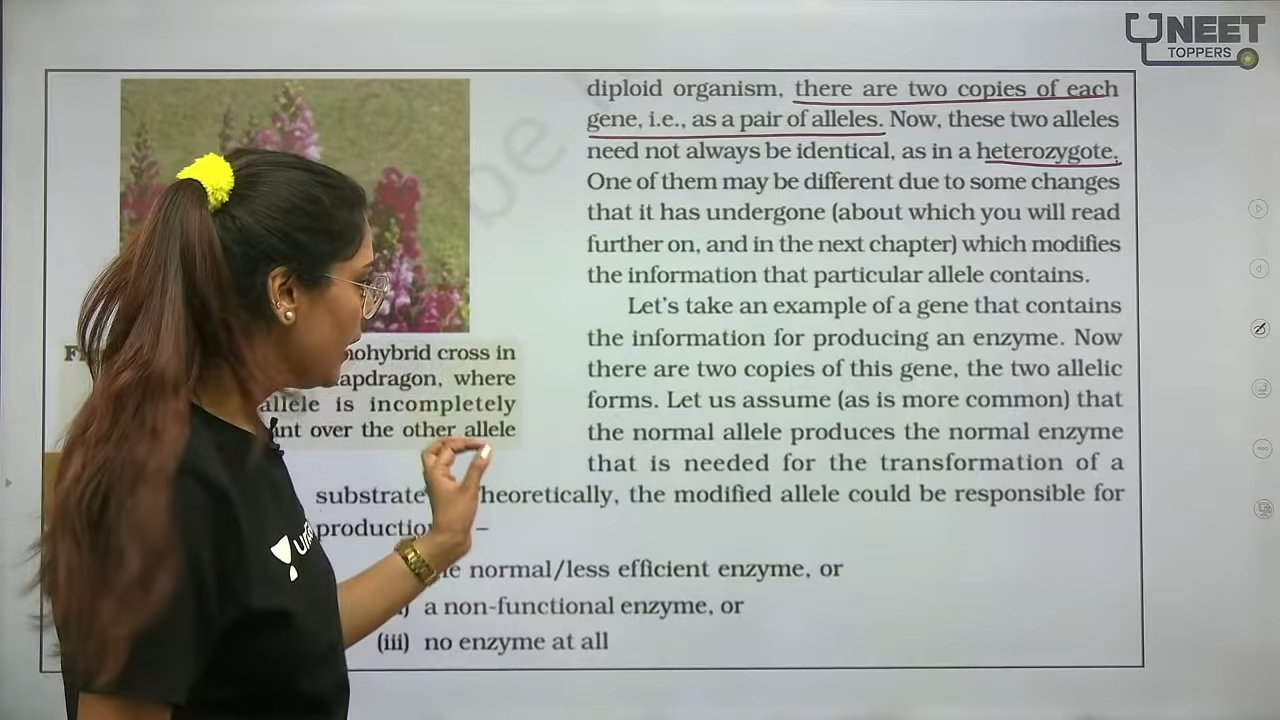 NEET
TOPPERS
diploid organism, there are two copies of each
gene, i.e., as a pair of alleles. Now, these two alleles
need not always be identical, as in a heterozygote.
One of them may be different due to some changes
that it has undergone (about which you will read
further on, and in the next chapter) which modifies
the information that particular allele contains.
Let's take an example of a gene that contains
the information for producing an enzyme. Now
there are two copies of this gene, the two allelic
forms. Let us assume (as is more common) that
the normal allele produces the normal enzyme
that is needed for the transformation of a
substrate heoretically, the modified allele could be responsible for
productio –
normal/less efficient enzyme, or
a non-functional enzyme, or
(iii) no enzyme at all
nohybrid cross in
apdragon, where
allele is incompletely
nt over the other allele
be